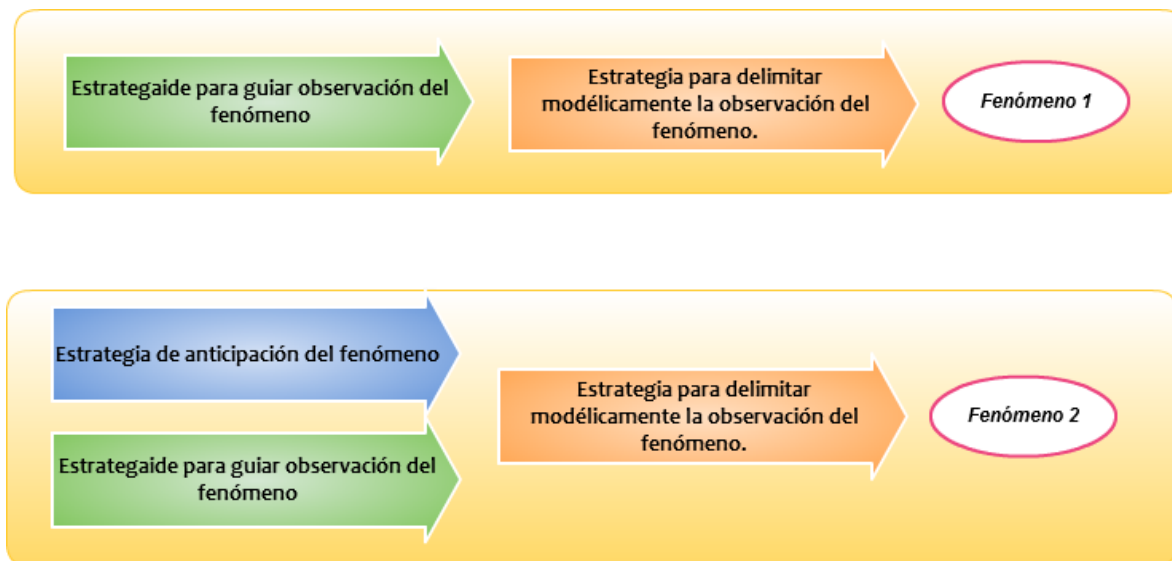 Estrategaide para guiar observación del
fenómeno
Estrategia para delimitar
modélicamente la observación del
fenómeno.
Fenómeno 1
Estrategia de anticipación del fenómeno
Estrategaide para guiar observación del
fenómeno
Estrategia para delimitar
modélicamente la observación del
fenómeno.
Fenómeno 2